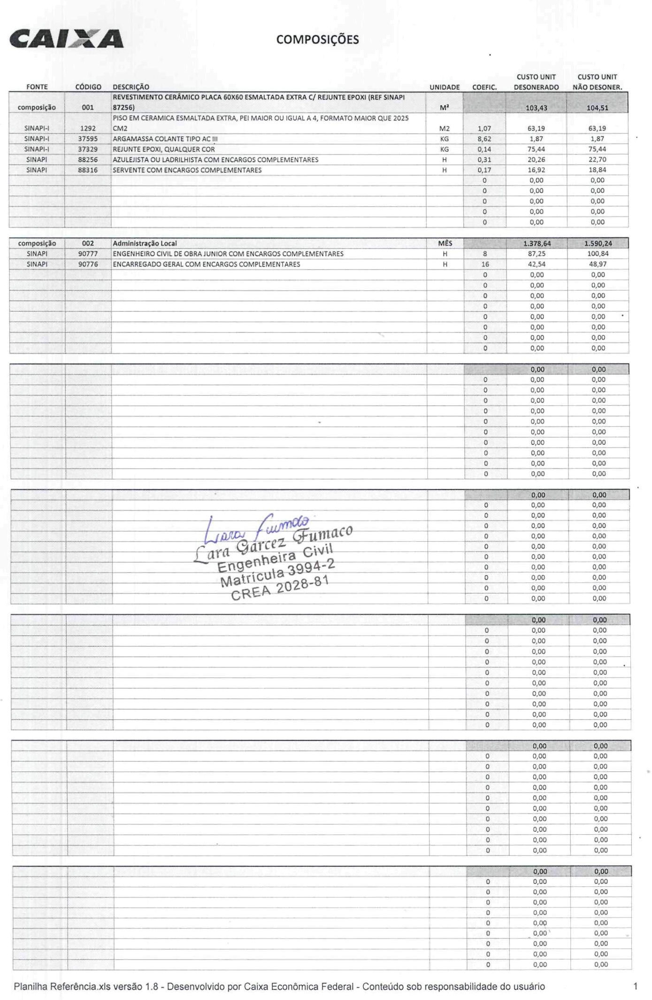 CAIXA
COMPOSIÇÕES
CUSTO UNIT CUSTO UNIT
FONTE CÓDIGO DESCRIÇÃO UNIDADE COEFIC. DESONERADO NÃO DESONER.
REVESTIMENTO CERÂMICO PLACA 60X60 ESMALTADA EXTRA C/ REJUNTE EPOXI (REF SINAPI
composição 001 87256) M² 103,43 104,51
PISO EM CERAMICA ESMALTADA EXTRA, PEI MAIOR OU IGUAL A 4, FORMATO MAIOR QUE 2025
SINAPI-I 1292 CM2 M2 1,07 63,19 63,19
SINAPI-I 37595 ARGAMASSA COLANTE TIPO AC III KG 8,62 1,87 1,87
SINAPI-I 37329 REJUNTE EPOXI, QUALQUER COR KG 0,14 75,44 75,44
SINAPI 88256 AZULEJISTA OU LADRILHISTA COM ENCARGOS COMPLEMENTARES H 0,31 20,26 22,70
SINAPI 88316 SERVENTE COM ENCARGOS COMPLEMENTARES H 0,17 16,92 18,84
0 0,00 0,00
0 0,00 0,00
0 0,00 0,00
0 0,00 0,00
0 0,00 0,00
composição 002 Administração Local MÊS 1.378,64 1.590,24
SINAPI 90777 ENGENHEIRO CIVIL DE OBRA JUNIOR COM ENCARGOS COMPLEMENTARES H 8 87,25 100,84
SINAPI 90776 ENCARREGADO GERAL COM ENCARGOS COMPLEMENTARES H 16 42,54 48,97
0 0,00 0,00
0 0,00 0,00
0 0,00 0,00
0 0,00 0,00
0 0,00 0,00
0 0,00 0,00
0 0,00 0,00
0 0,00 0,00
0,00 0,00
0 0,00 0,00
0 0,00 0,00
0 0,00 0,00
0 0,00 0,00
0 0,00 0,00
0 0,00 0,00
0 0,00 0,00
0 0,00 0,00
0 0,00 0,00
0 0,00 0,00
0,00 0,00
0 0,00 0,00
0 0,00 0,00
0 0,00 0,00
0 0,00 0,00
0 0,00 0,00
0 0,00 0,00
0 0,00 0,00
0 0,00 0,00
0 0,00 0,00
0 0,00 0,00
Lara Fumaco
Lara Garcez Fumaco
Engenheira Civil
Matrícula 3994-2
CREA 2028-81
0,00 0,00
0 0,00 0,00
0 0,00 0,00
0 0,00 0,00
0 0,00 0,00
0 0,00 0,00
0 0,00 0,00
0 0,00 0,00
0 0,00 0,00
0 0,00 0,00
0 0,00 0,00
0,00 0,00
0 0,00 0,00
0 0,00 0,00
0 0,00 0,00
0 0,00 0,00
0 0,00 0,00
0 0,00 0,00
0 0,00 0,00
0 0,00 0,00
0 0,00 0,00
0 0,00 0,00
0,00 0,00
0 0,00 0,00
0 0,00 0,00
0 0,00 0,00
0 0,00 0,00
0 0,00 0,00
0 0,00 0,00
0 0,00 0,00
0 0,00 0,00
0 0,00 0,00
Planilha Referência.xls versão 1.8 - Desenvolvido por Caixa Econômica Federal - Conteúdo sob responsabilidade do usuário 1